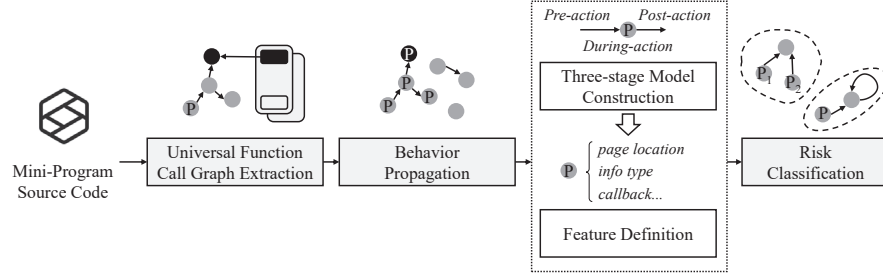 Pre-action
Post-action
P
During-action
P
P
P
P
P1
P2
P
Three-stage Model
Construction
Mini-Program
Source Code
Universal Function
Call Graph Extraction
Behavior
Propagation
P
page location
info type
callback...
Risk
Classification
Feature Definition